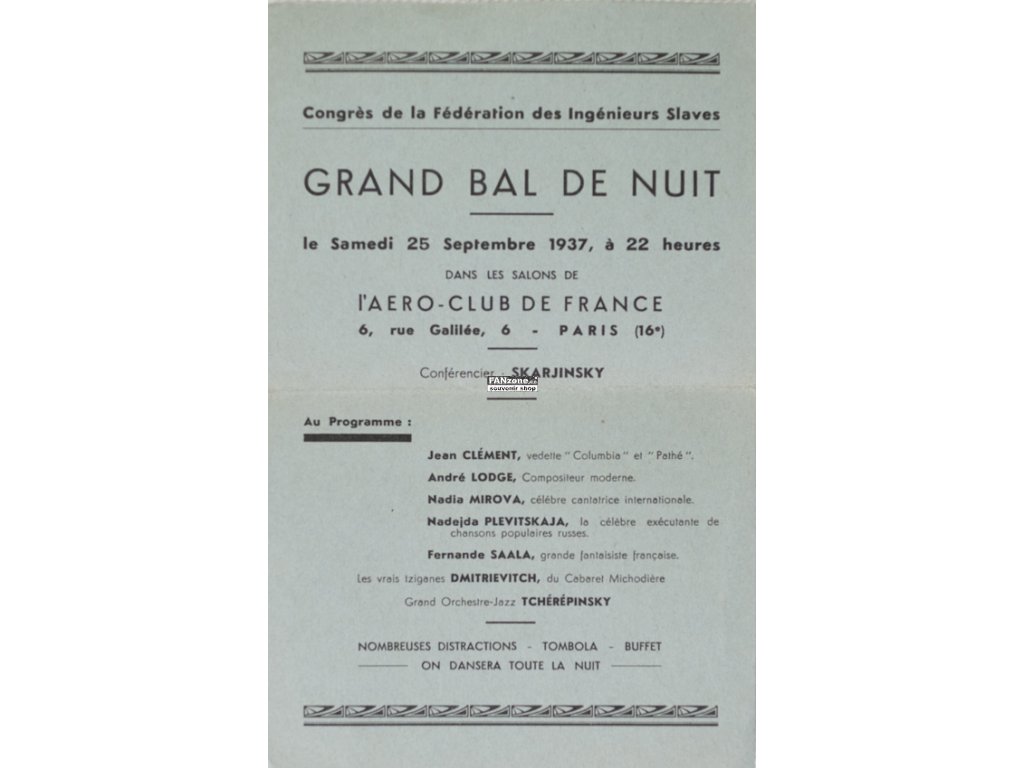 Congrès de la Fédération des Ingénieurs Slaves
GRAND BAL DE NUIT
le Samedi 25 Septembre 1937, à 22 heures
DANS LES SALONS DE
l'AERO-CLUB DE FRANCE
6, rue Galilée, 6 - PARIS (16e)
Conférencier : SKARJINSKY
FANzone.cz
souvenir shop
Au Programme :
Jean CLÉMENT, vedette "Columbia" et "Pathé".
André LODGE, Compositeur moderne.
Nadia MIROVA, célèbre cantatrice internationale.
Nadejda PLEVITSKAJA, la célèbre exécutante de
chansons populaires russes.
Fernande SAALA, grande fantaisiste française.
Les vrais tziganes DMITRIEVITCH, du Cabaret Michodière
Grand Orchestre-Jazz TCHÉRÉPINSKY
NOMBREUSES DISTRACTIONS - TOMBOLA - BUFFET
ON DANSERA TOUTE LA NUIT